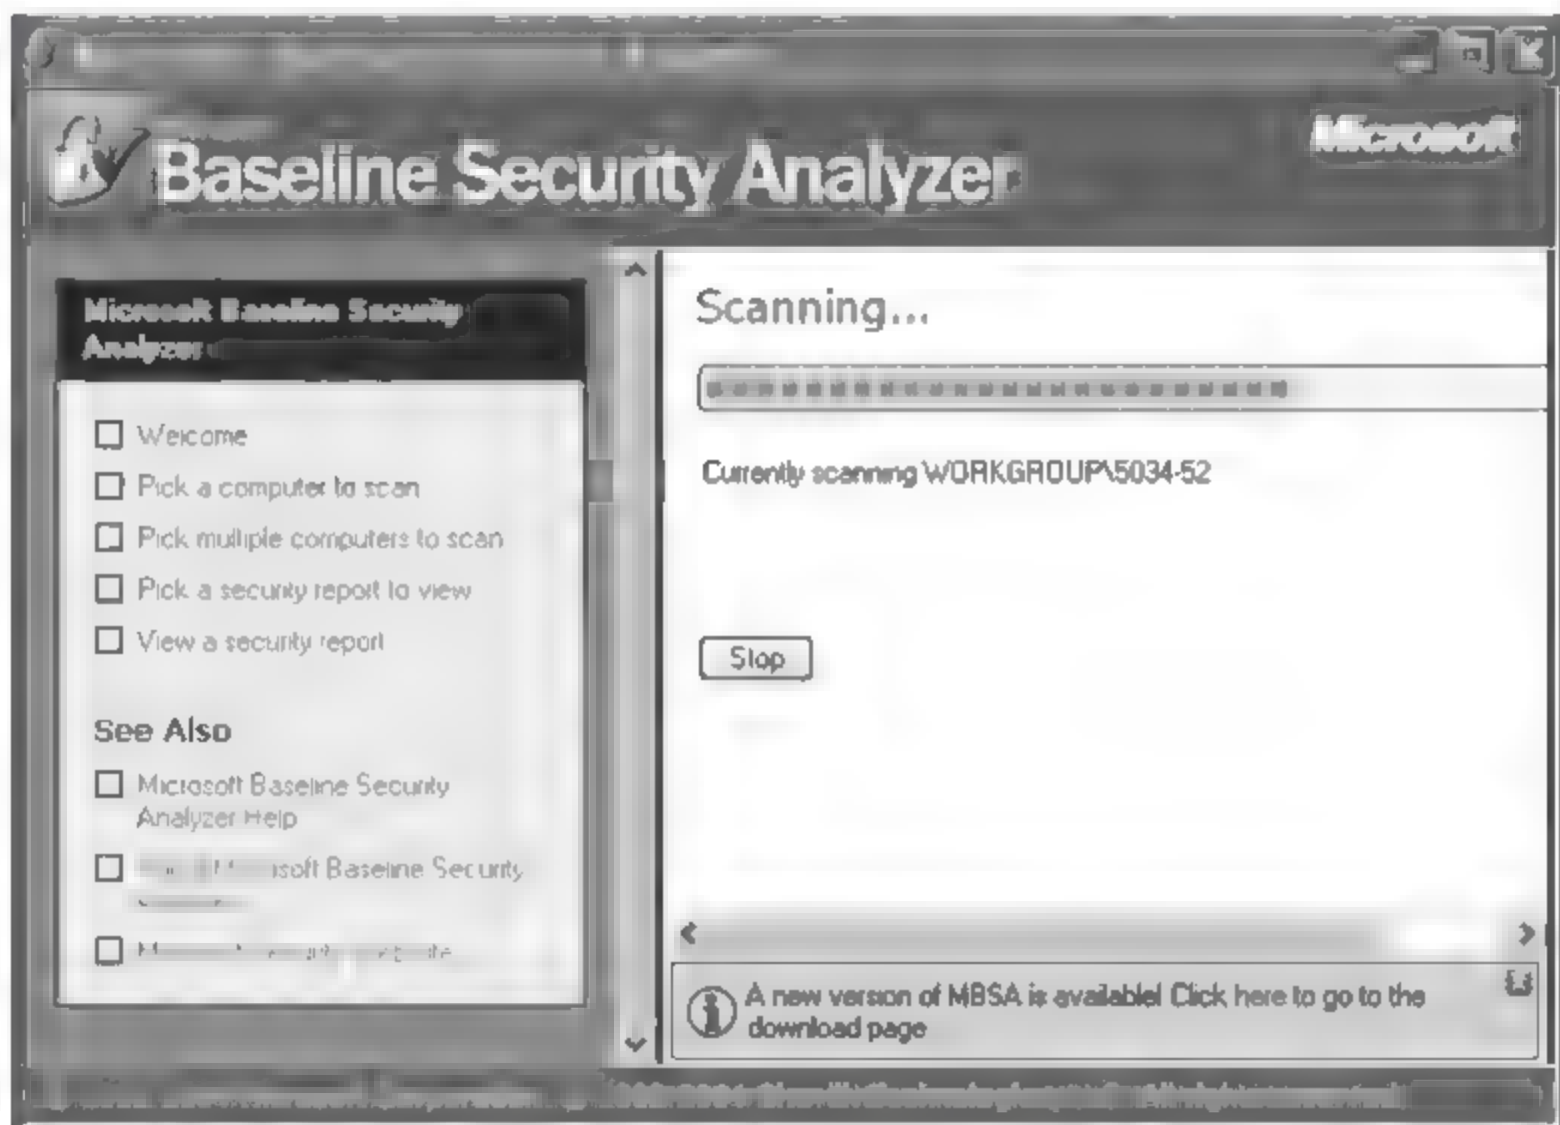 Microsoft
Baseline Security Analyzer
Microsoft Baseline Security
Analyzer
Welcome
Pick a computer to scan
Pick multiple computers to scan
Pick a security report to view
View a security report
See Also
Microsoft Baseline Security
Analyzer Help
Baseline Security
Scanning...
Currently scanning WORKGROUP\5034-52
Stop
A new version of MBSA is available! Click here to go to the
download page